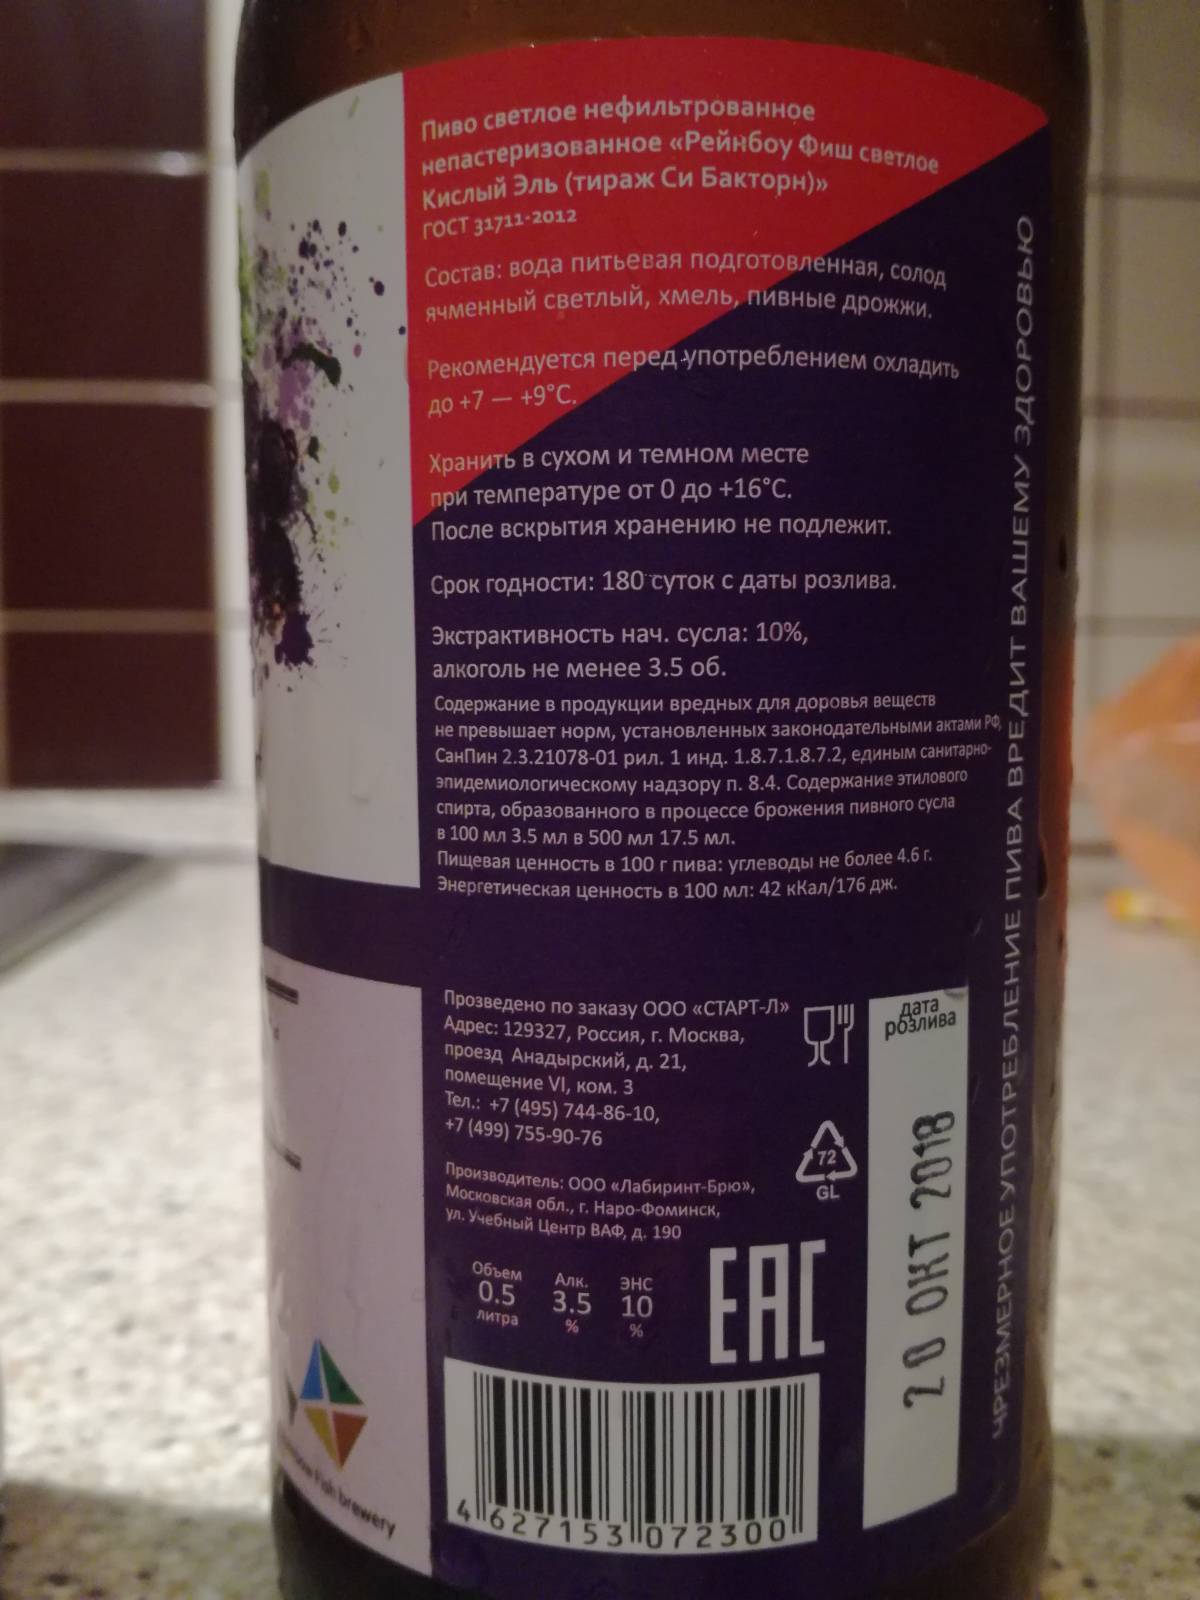 Пиво светлое нефильтрованное
непастеризованное «Рейнбоу Фиш светлое
Кислый Эль (тираж Си Бакторн)»
ГОСТ 31711-2012
Состав: вода питьевая подготовленная, солод
ячменный светлый, хмель, пивные дрожжи.
Рекомендуется перед употреблением охладить
до +7 — +9°С.
Хранить в сухом и темном месте
при температуре от 0 до +16°С.
После вскрытия хранению не подлежит.
Срок годности: 180 суток с даты розлива.
Экстрактивность нач. сусла: 10%,
алкоголь не менее 3.5 об.
Содержание в продукции вредных для доровья веществ
не превышает норм, установленных законодательными актами РФ,
СанПин 2.3.21078-01 рил. 1 инд. 1.8.7.1.8.7.2, единым санитарно-
эпидемиологическому надзору п. 8.4. Содержание этилового
спирта, образованного в процессе брожения пивного сусла
в 100 мл 3.5 мл в 500 мл 17.5 мл.
Пищевая ценность в 100 г пива: углеводы не более 4.6 г.
Энергетическая ценность в 100 мл: 42 кКал/176 дж.
Прозведено по заказу ООО «СТАРТ-Л»
Адрес: 129327, Россия, г. Москва,
проезд Анадырский, д. 21,
помещение VI, ком. 3
Тел.: +7 (495) 744-86-10,
+7 (499) 755-90-76
Производитель: ООО «Лабиринт-Брю»,
Московская обл., г. Наро-Фоминск,
ул. Учебный Центр ВАФ, д. 190
Объем
0.5
литра
Алк.
3.5
%
ЭНС
10
%
72
GL
EAC
дата
розлива
20 ОКТ 2018
ЧРЕЗМЕРНОЕ УПОТРЕБЛЕНИЕ ПИВА ВРЕДИТ ВАШЕМУ ЗДОРОВЬЮ
4 627153 072300
Fish brewery